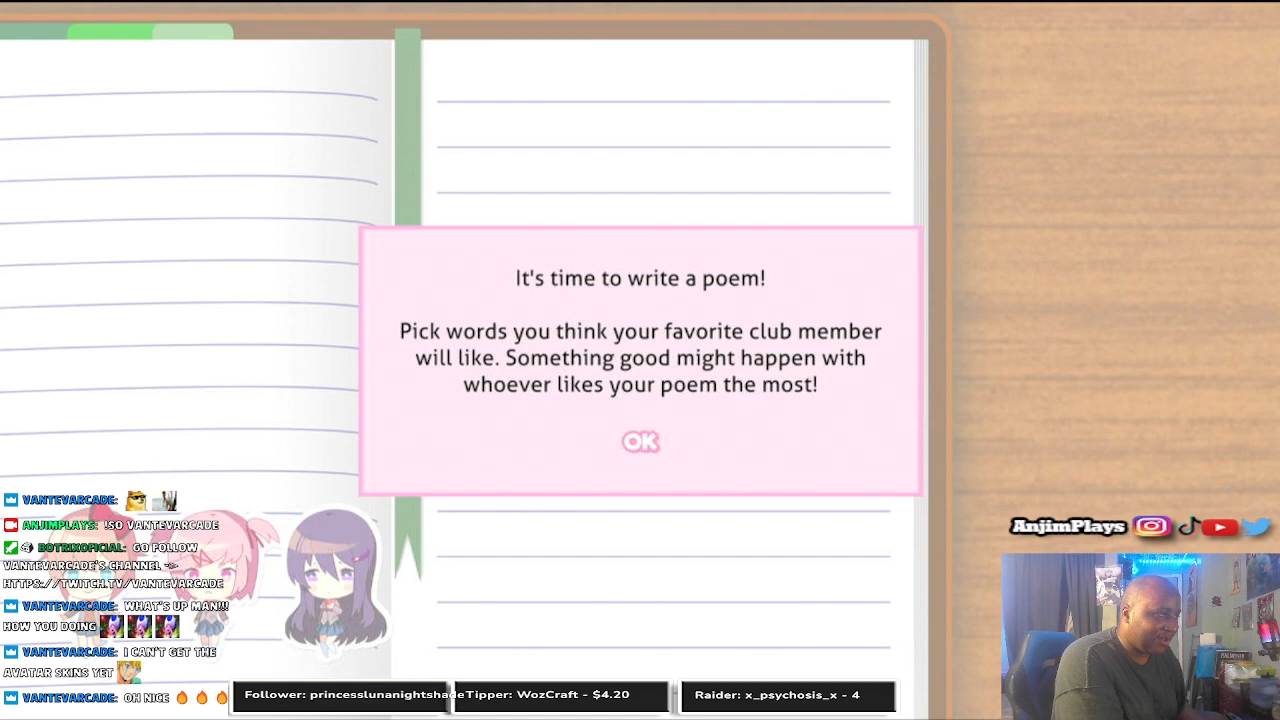 It's time to write a poem!
Pick words you think your favorite club member
will like. Something good might happen with
whoever likes your poem the most!
OK
VANTEVARCADE:
ANJIMPLAYS: !SO VANTEVARCADE
BOTRIXOFICIAL: GO FOLLOW
VANTEVARCADE'S CHANNEL ->
HTTPS://TWITCH.TV/VANTEVARCADE
VANTEVARCADE: WHAT'S UP MAN!!!
HOW YOU DOING
VANTEVARCADE: I CAN'T GET THE
AVATAR SKINS YET
VANTEVARCADE: OH NICE
AnjimPlays
Follower: princesslunanightshade
Tipper: WozCraft - $4.20
Raider: x_psychosis_x - 4